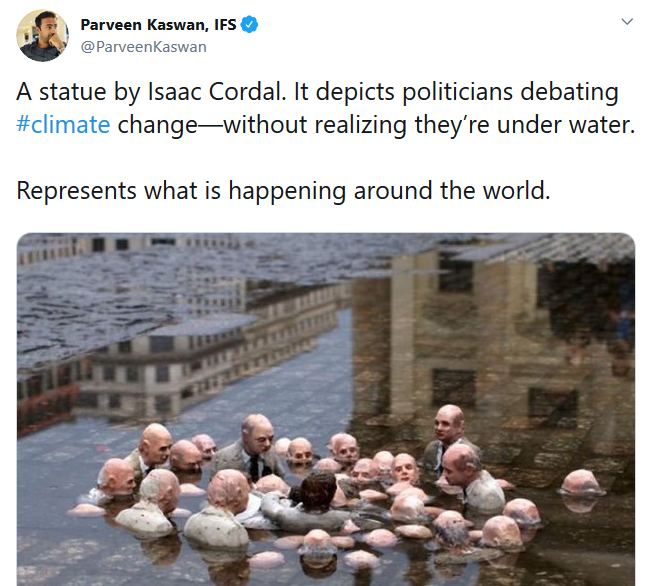 Parveen Kaswan, IFS
@ParveenKaswan
A statue by Isaac Cordal. It depicts politicians debating
#climate change—without realizing they’re under water.
Represents what is happening around the world.